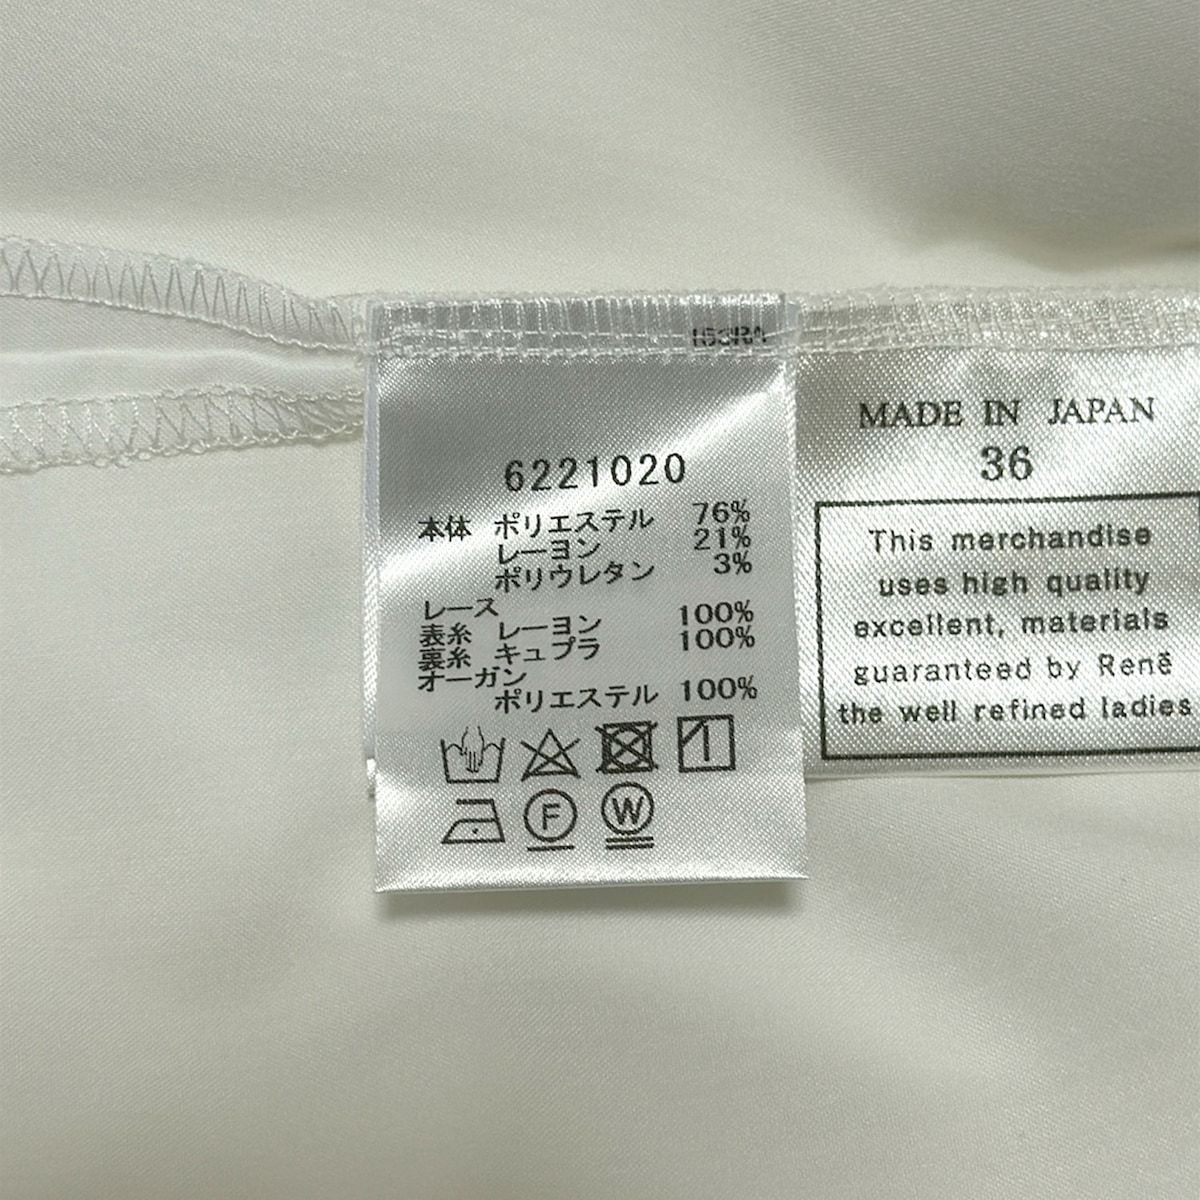 6221020
本体 ポリエステル 76%
レーヨン 21%
ポリウレタン 3%
レース
表糸 レーヨン 100%
裏糸 キュプラ 100%
オーガン
ポリエステル 100%
F W
MADE IN JAPAN
36
This merchandise
uses high quality
excellent, materials
guaranteed by René
the well refined ladies